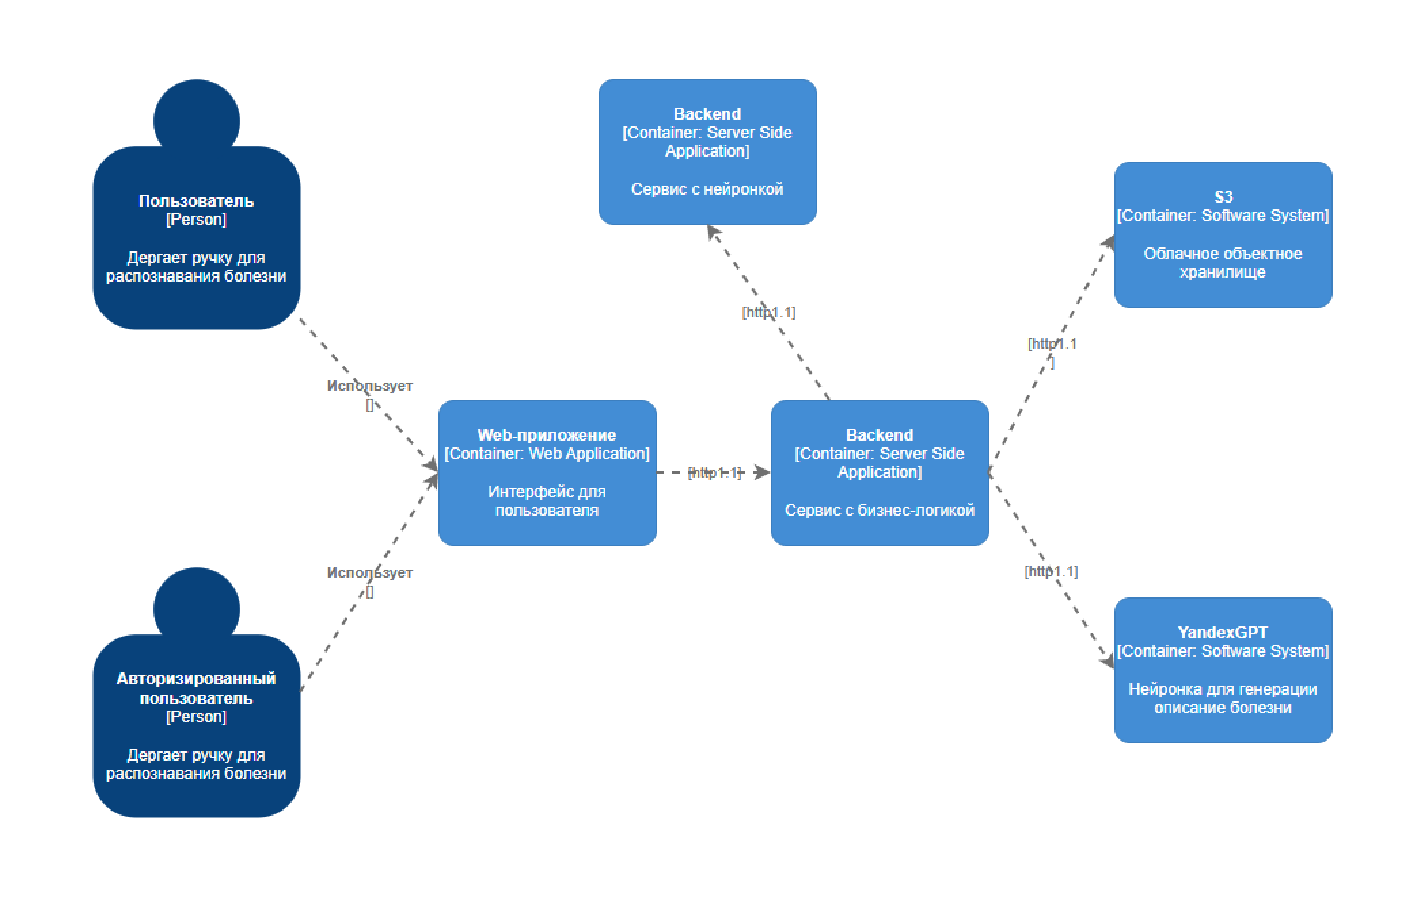 Пользователь
[Person]
Дергает ручку для
распознавания болезни
Использует
[]
Авторизированный
пользователь
[Person]
Дергает ручку для
распознавания болезни
Использует
[]
Web-приложение
[Container: Web Application]
Интерфейс для
пользователя
[http1.1]
Backend
[Container: Server Side
Application]
Сервис с нейронкой
[http1.1]
Backend
[Container: Server Side
Application]
Сервис с бизнес-логикой
[http1.1
]
S3
[Container: Software System]
Облачное объектное
хранилище
[http1.1]
YandexGPT
[Container: Software System]
Нейронка для генерации
описание болезни